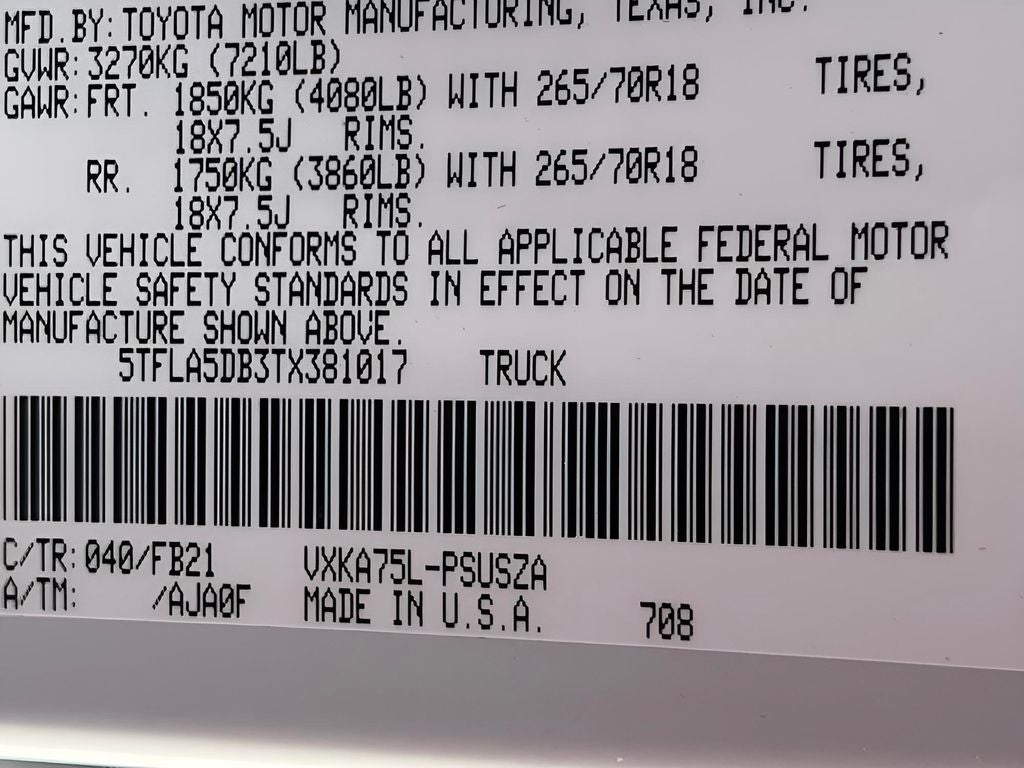 MFD.BY: TOYOTA MOTOR MANUFACTURING, TEXAS, INC.
GVWR: 3270KG (7210LB)
GAWR: FRT. 1850KG (4080LB) WITH 265/70R18 TIRES,
18X7.5J RIMS.
RR. 1750KG (3860LB) WITH 265/70R18 TIRES,
18X7.5J RIMS.
THIS VEHICLE CONFORMS TO ALL APPLICABLE FEDERAL MOTOR
VEHICLE SAFETY STANDARDS IN EFFECT ON THE DATE OF
MANUFACTURE SHOWN ABOVE.
5TFLA5DB3TX381017 TRUCK
C/TR: 040/FB21 VXKA75L-PSUSZA
A/TM: /AJA0F MADE IN U.S.A. 708